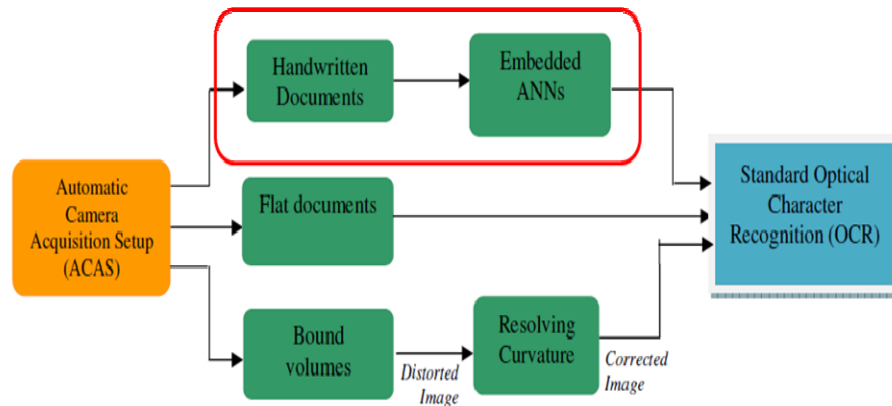 Handwritten
Documents
Embedded
ANNs
Automatic
Camera
Acquisition Setup
(ACAS)
Flat documents
Standard Optical
Character
Recognition (OCR)
Bound
volumes
Distorted
Image
Resolving
Curvature
Corrected
Image